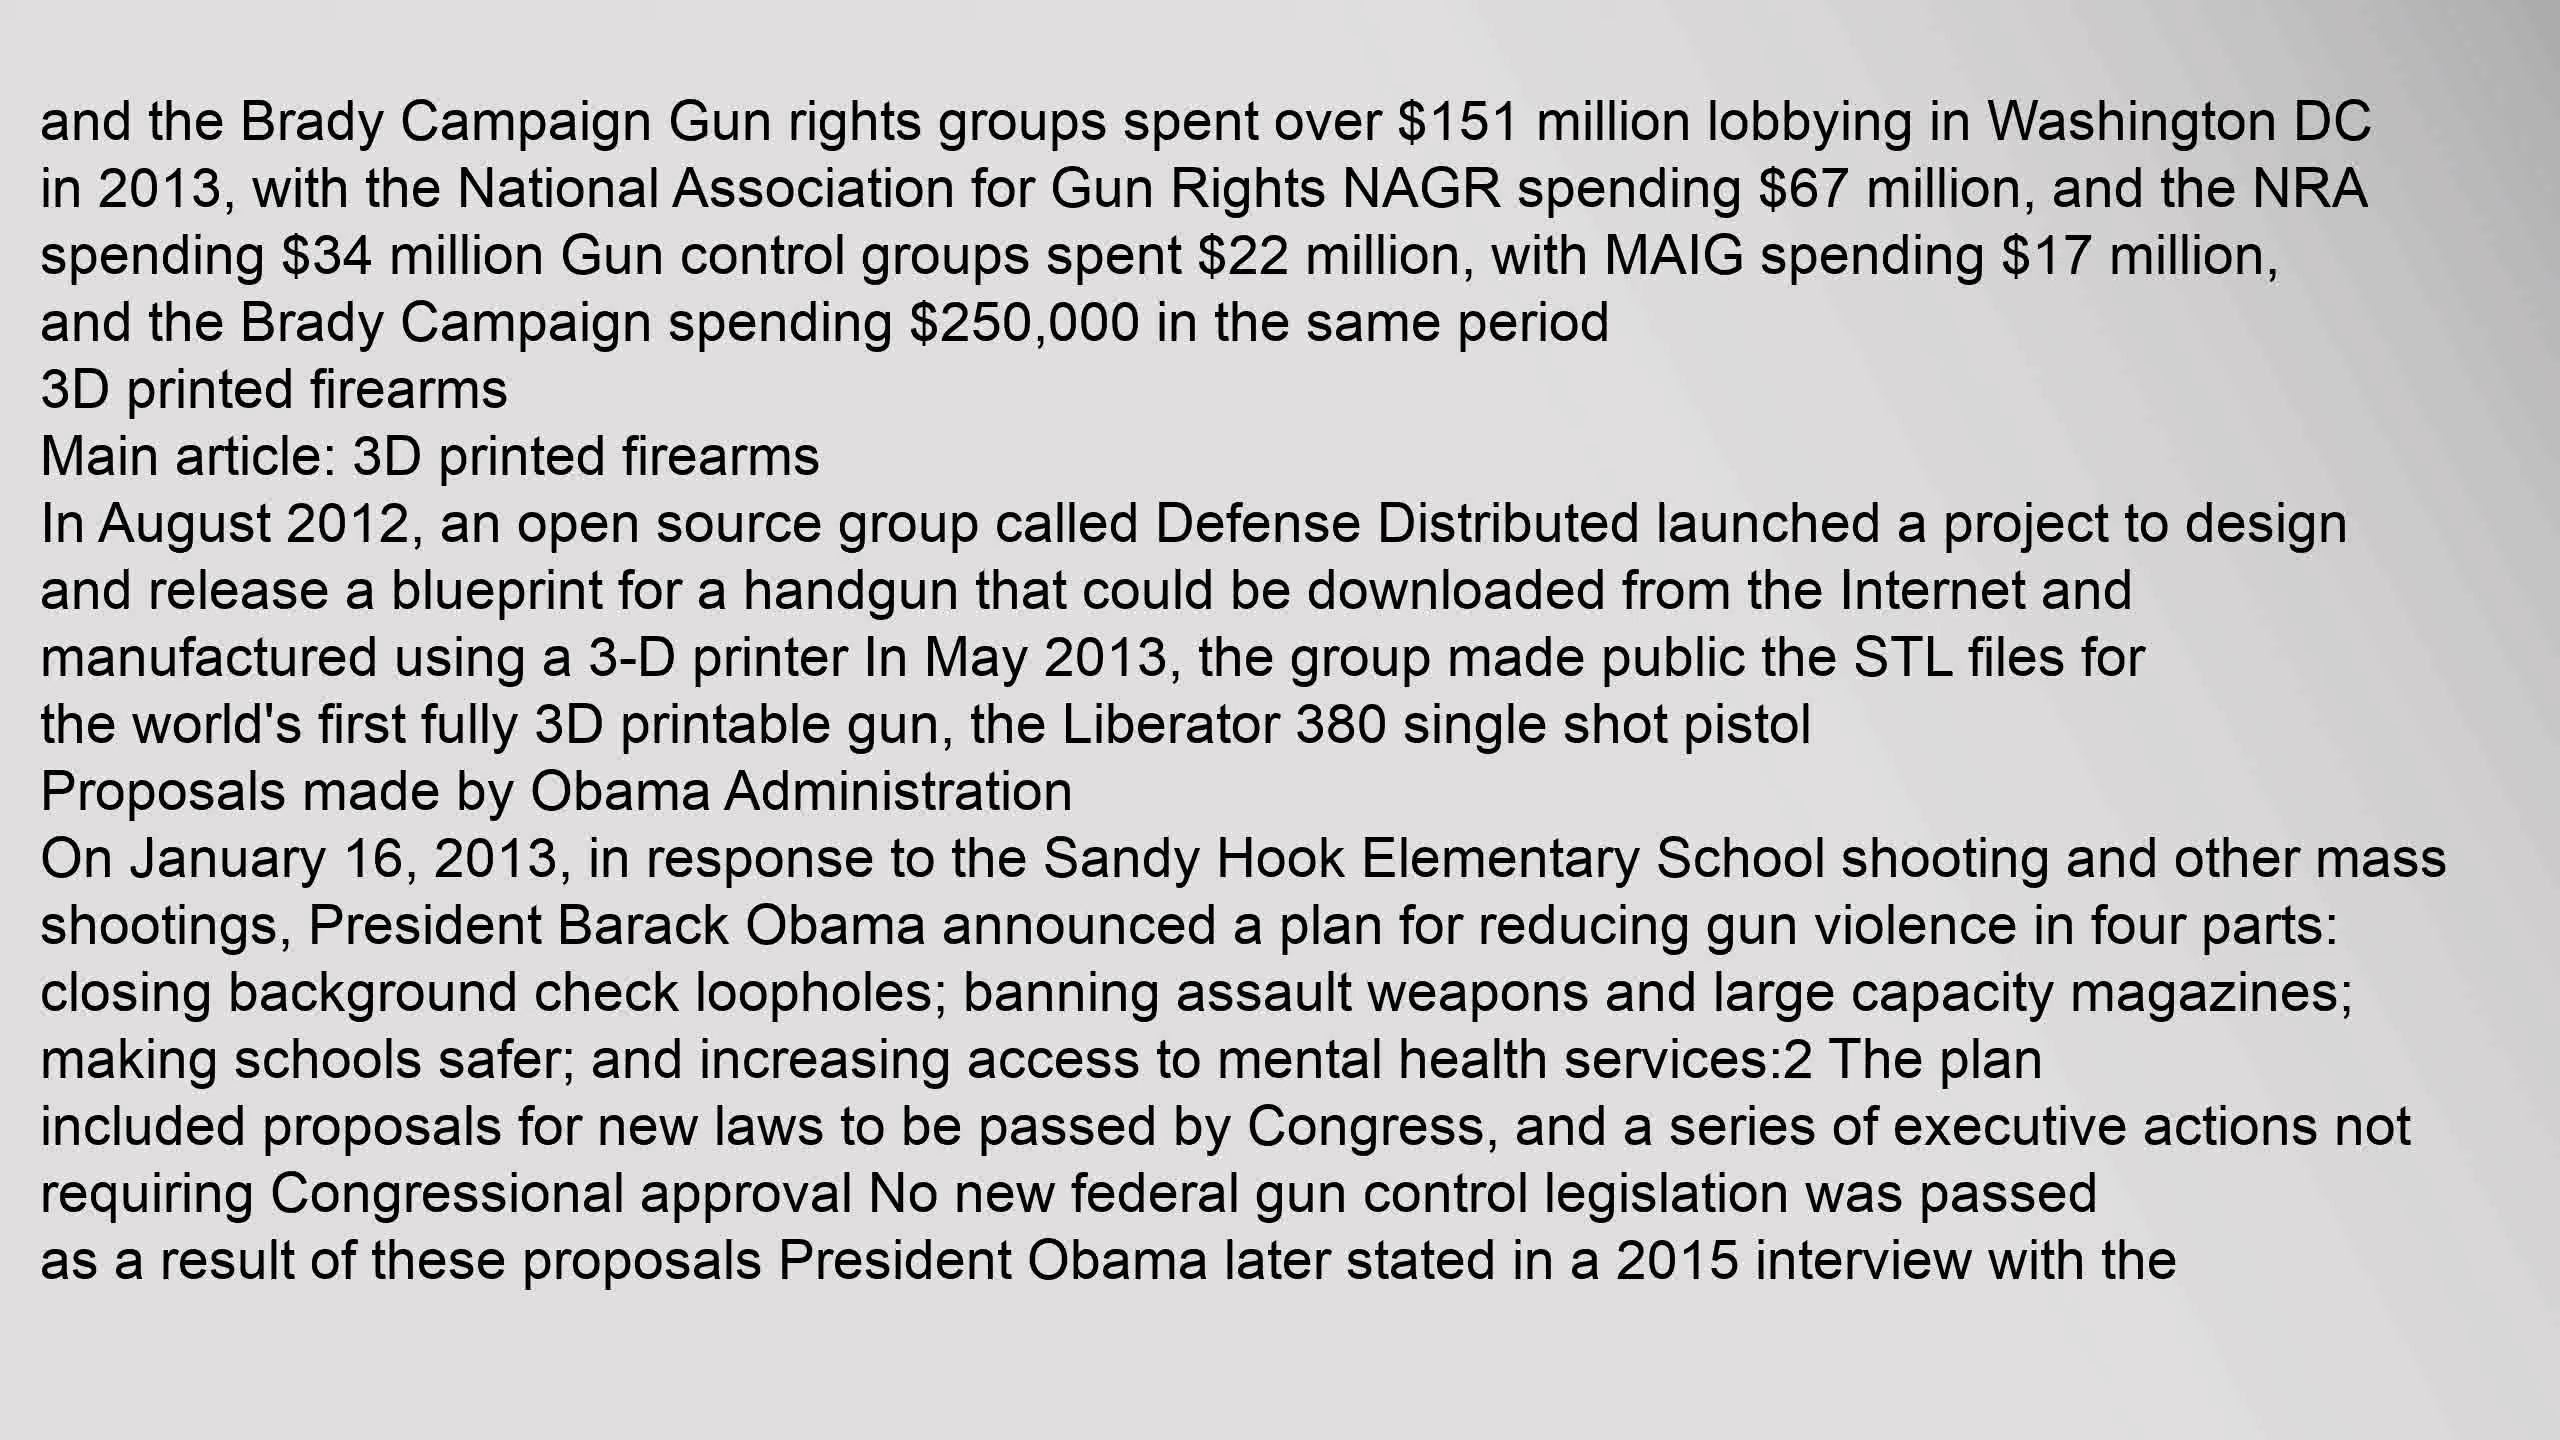 and the Brady Campaign Gun rights groups spent over $151 million lobbying in Washington DC
in 2013, with the National Association for Gun Rights NAGR spending $67 million, and the NRA
spending $34 million Gun control groups spent $22 million, with MAIG spending $17 million,
and the Brady Campaign spending $250,000 in the same period
3D printed firearms
Main article: 3D printed firearms
In August 2012, an open source group called Defense Distributed launched a project to design
and release a blueprint for a handgun that could be downloaded from the Internet and
manufactured using a 3-D printer In May 2013, the group made public the STL files for
the world's first fully 3D printable gun, the Liberator 380 single shot pistol
Proposals made by Obama Administration
On January 16, 2013, in response to the Sandy Hook Elementary School shooting and other mass
shootings, President Barack Obama announced a plan for reducing gun violence in four parts:
closing background check loopholes; banning assault weapons and large capacity magazines;
making schools safer; and increasing access to mental health services:2 The plan
included proposals for new laws to be passed by Congress, and a series of executive actions not
requiring Congressional approval No new federal gun control legislation was passed
as a result of these proposals President Obama later stated in a 2015 interview with the